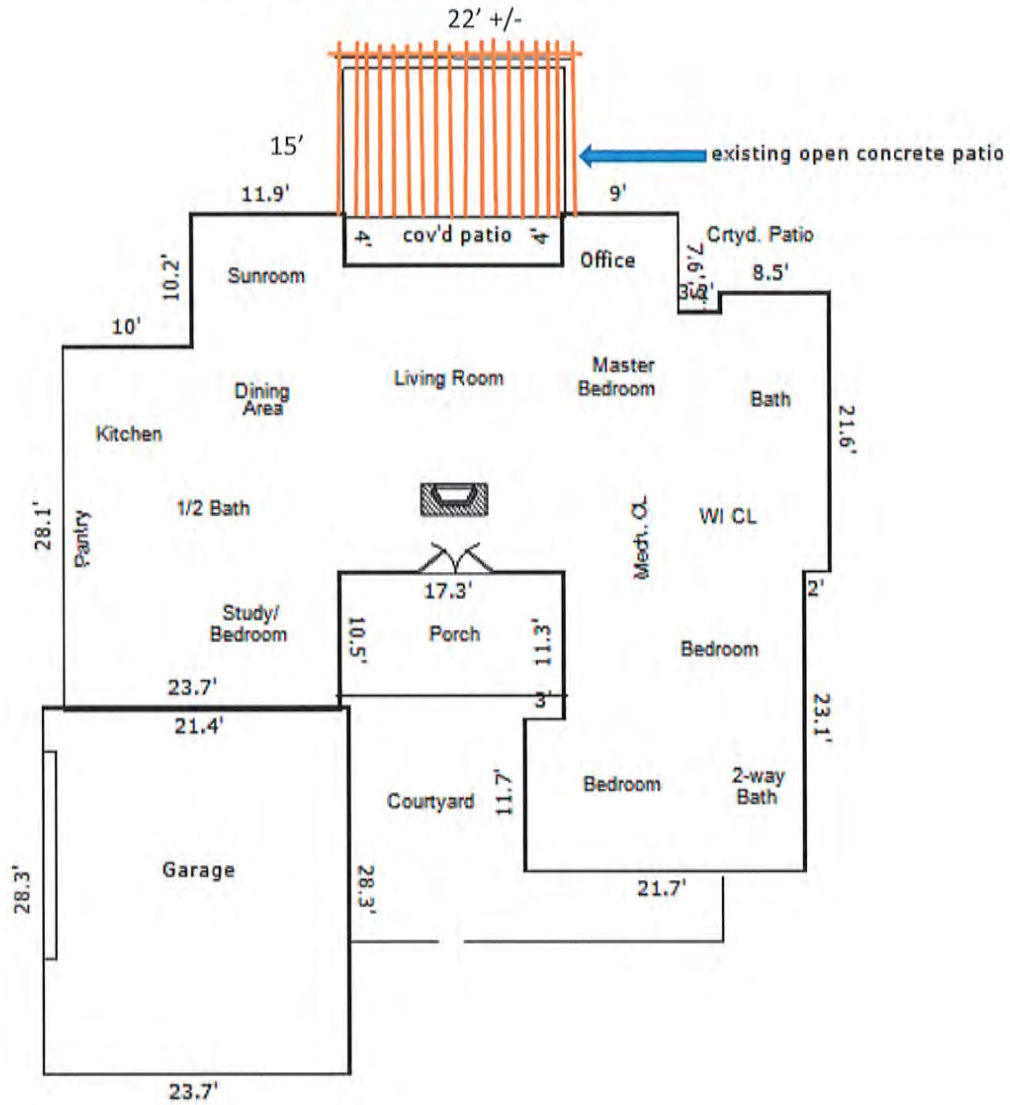 22' +/-
15'
existing open concrete patio
11.9'
9'
4'
cov'd patio
4'
Crtyd. Patio
Office
7.6'
8.5'
10.2'
Sunroom
10'
Living Room
Master
Bedroom
Dining
Area
Bath
Kitchen
21.6'
28.1'
Pantry
1/2 Bath
Mech. CL
WI CL
17.3'
2'
Study/
Bedroom
10.5'
Porch
11.3'
Bedroom
23.7'
3'
21.4'
23.1'
Courtyard
11.7'
Bedroom
2-way
Bath
Garage
28.3'
28.3'
21.7'
23.7'